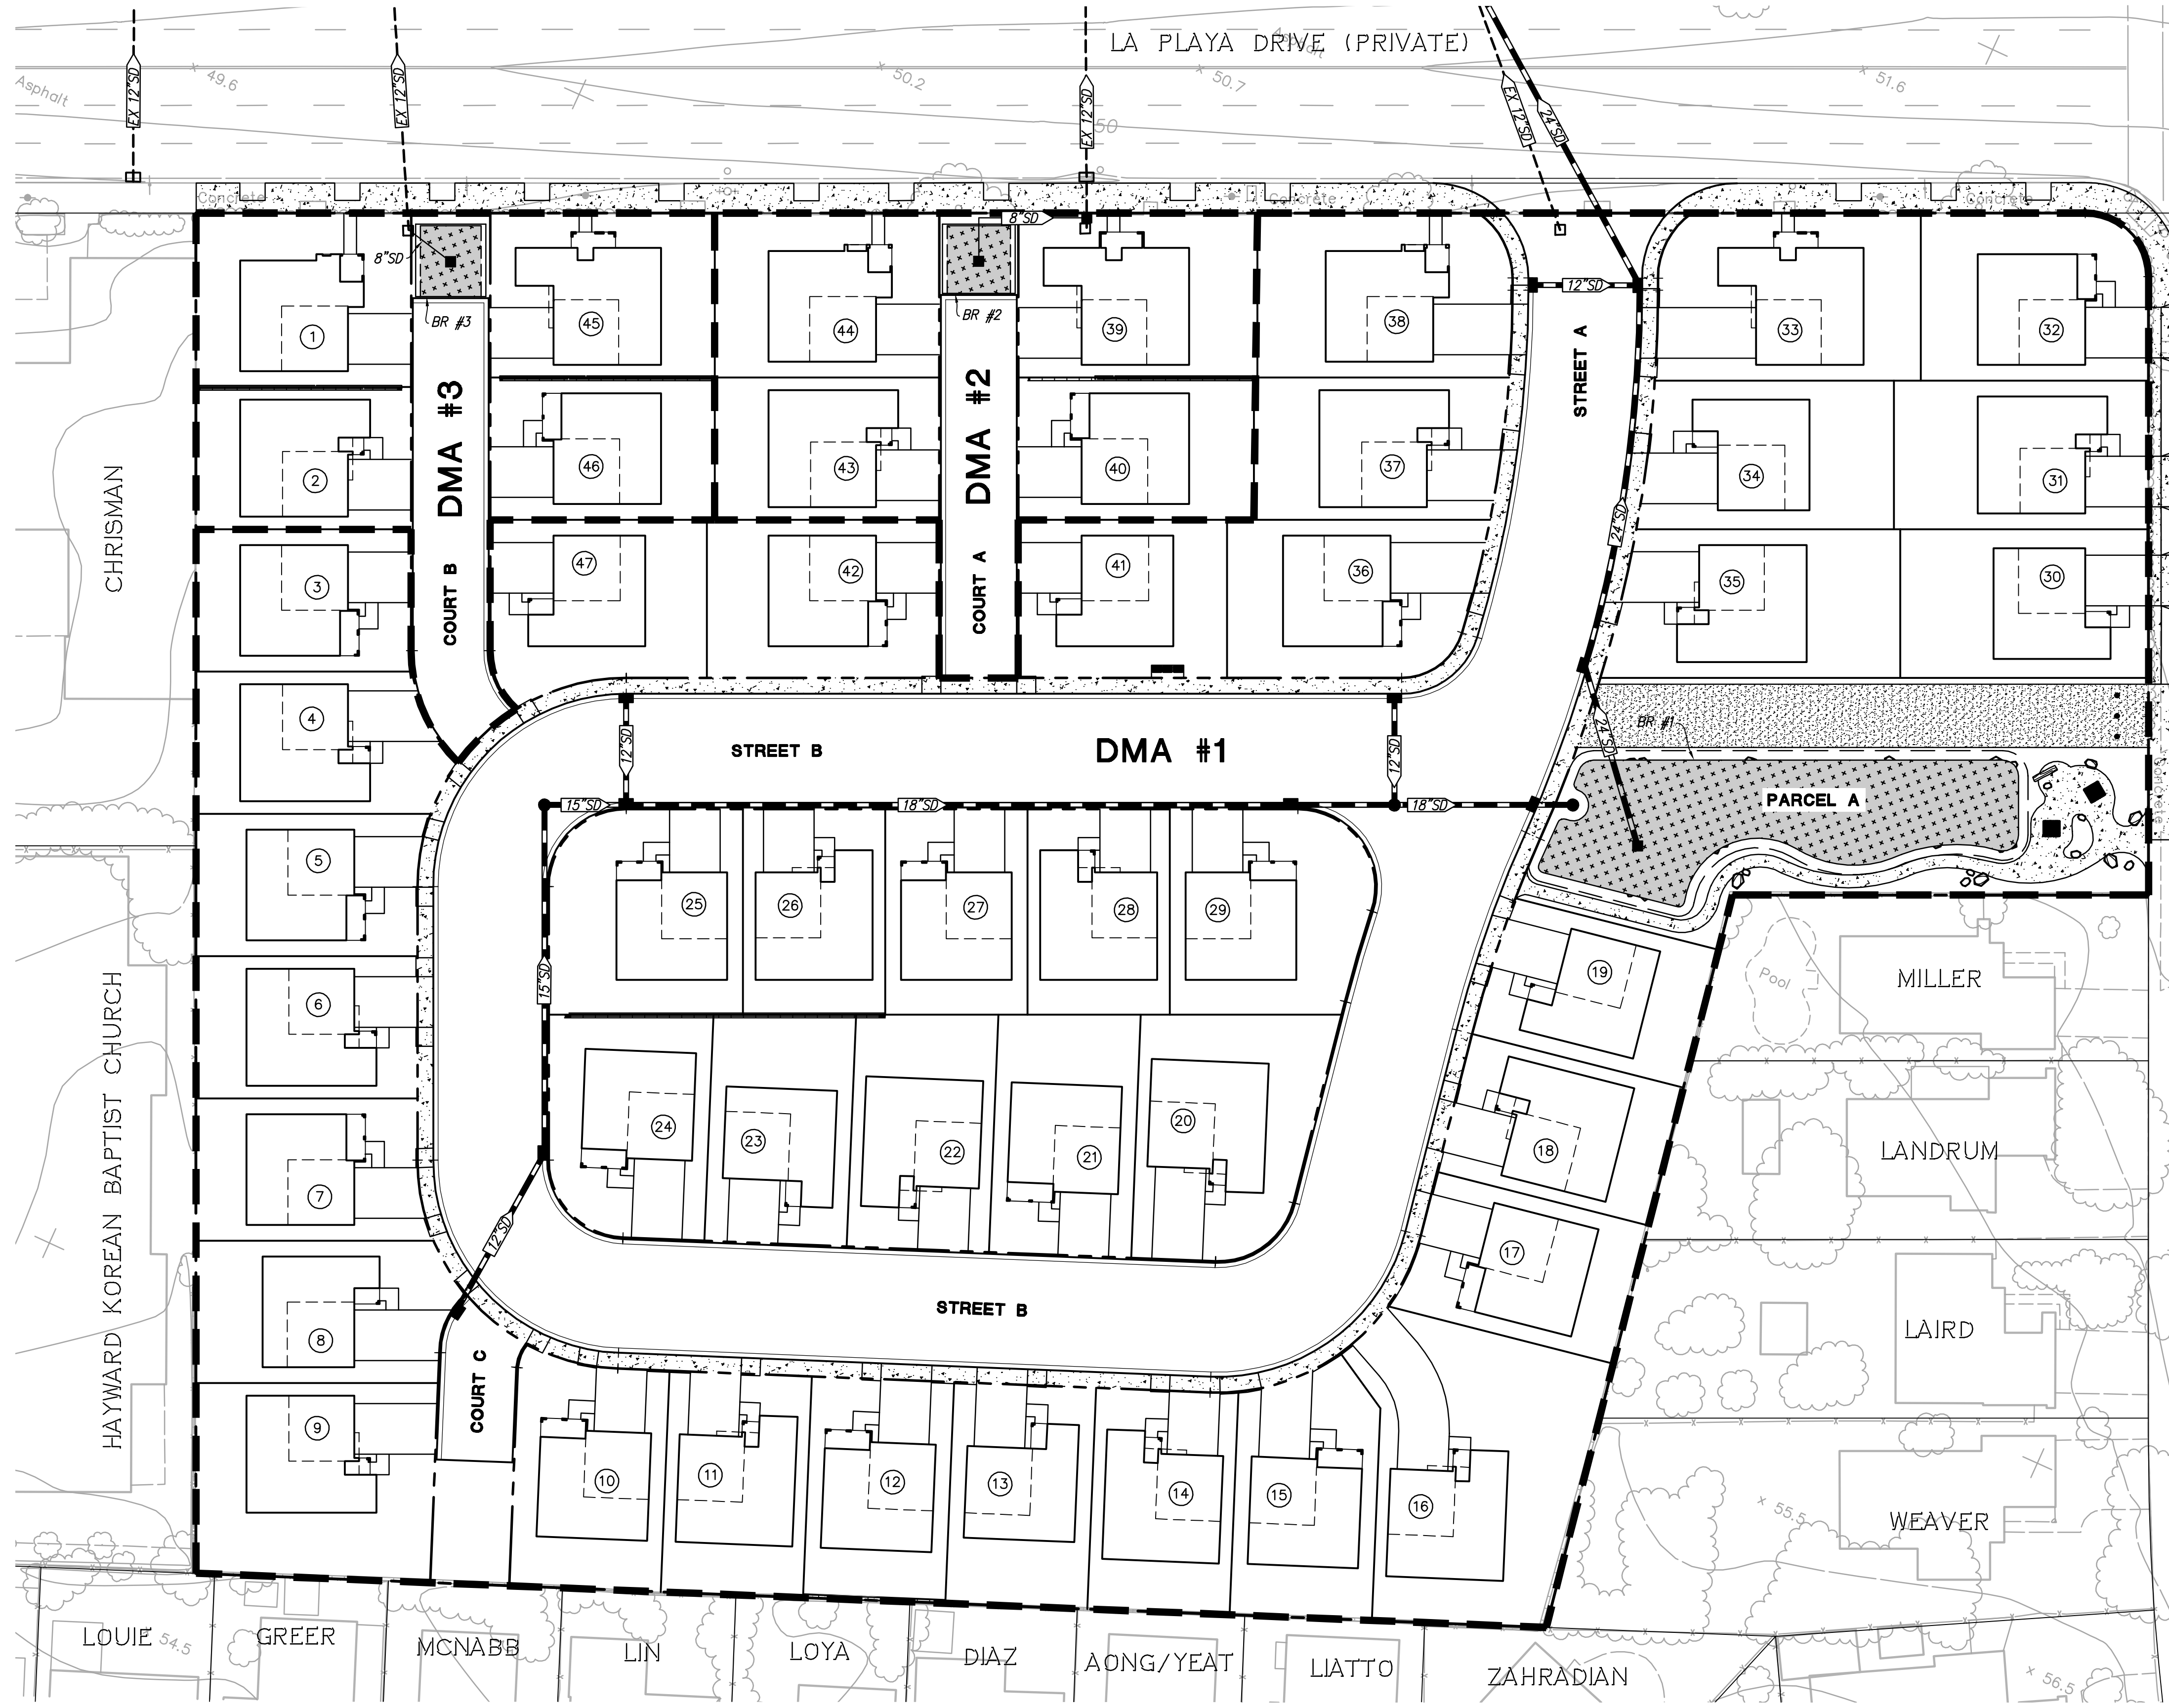 LA PLAYA DRIVE (PRIVATE)
Asphalt
Asphalt
x 49.6
x 50.2
x 50.7
x 51.6
50
EX 12"SD
EX 12"SD
EX 12"SD
EX 12"SD
24"SD
Concrete
Concrete
Concrete
8"SD
8"SD
12"SD
BR #3
BR #2
1
45
44
39
38
33
32
STREET A
DMA #3
DMA #2
2
46
43
40
37
34
31
24"SD
CHRISMAN
COURT B
COURT A
3
47
42
41
36
35
30
4
12"SD
STREET B
DMA #1
12"SD
24"SD
BR #1
Concrete
15"SD
18"SD
18"SD
PARCEL A
5
25
26
27
28
29
15"SD
19
Pool
MILLER
HAYWARD KOREAN BAPTIST CHURCH
6
24
23
22
21
20
18
LANDRUM
7
12"SD
17
8
STREET B
LAIRD
COURT C
9
10
11
12
13
14
15
16
x 55.5
WEAVER
LOUIE
x 54.5
GREER
MCNABB
LIN
LOYA
DIAZ
AONG/YEAT
LIATTO
ZAHRADIAN
x 56.5